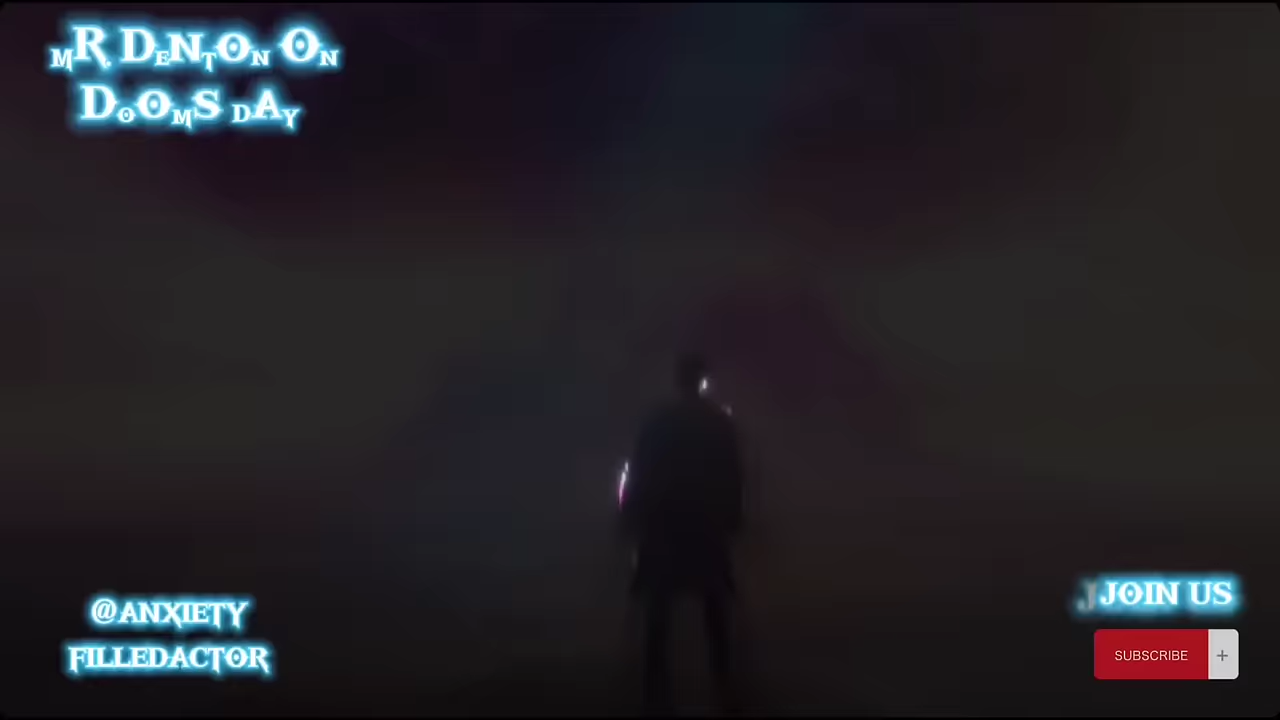 MR. DENTON ON
DOOMS DAY
@ANXIETY
FILLEDACTOR
JOIN US
SUBSCRIBE +